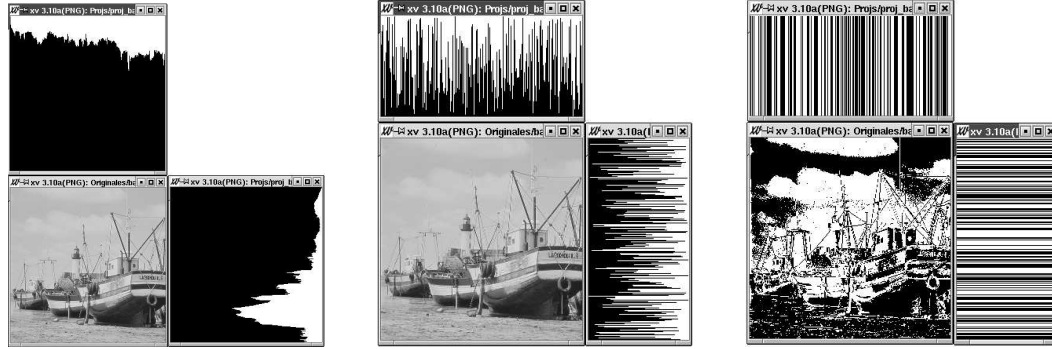 xv 3.10a(PNG): Projs/proj_ba
xv 3.10a(PNG): Originales/ba
xv 3.10a(PNG): Projs/proj_b
xv 3.10a(PNG): Projs/proj_ba
xv 3.10a(PNG): Originales/ba
xv 3.10a(
xv 3.10a(PNG): Projs/proj_ba
xv 3.10a(PNG): Originales/ba
xv 3.10a(